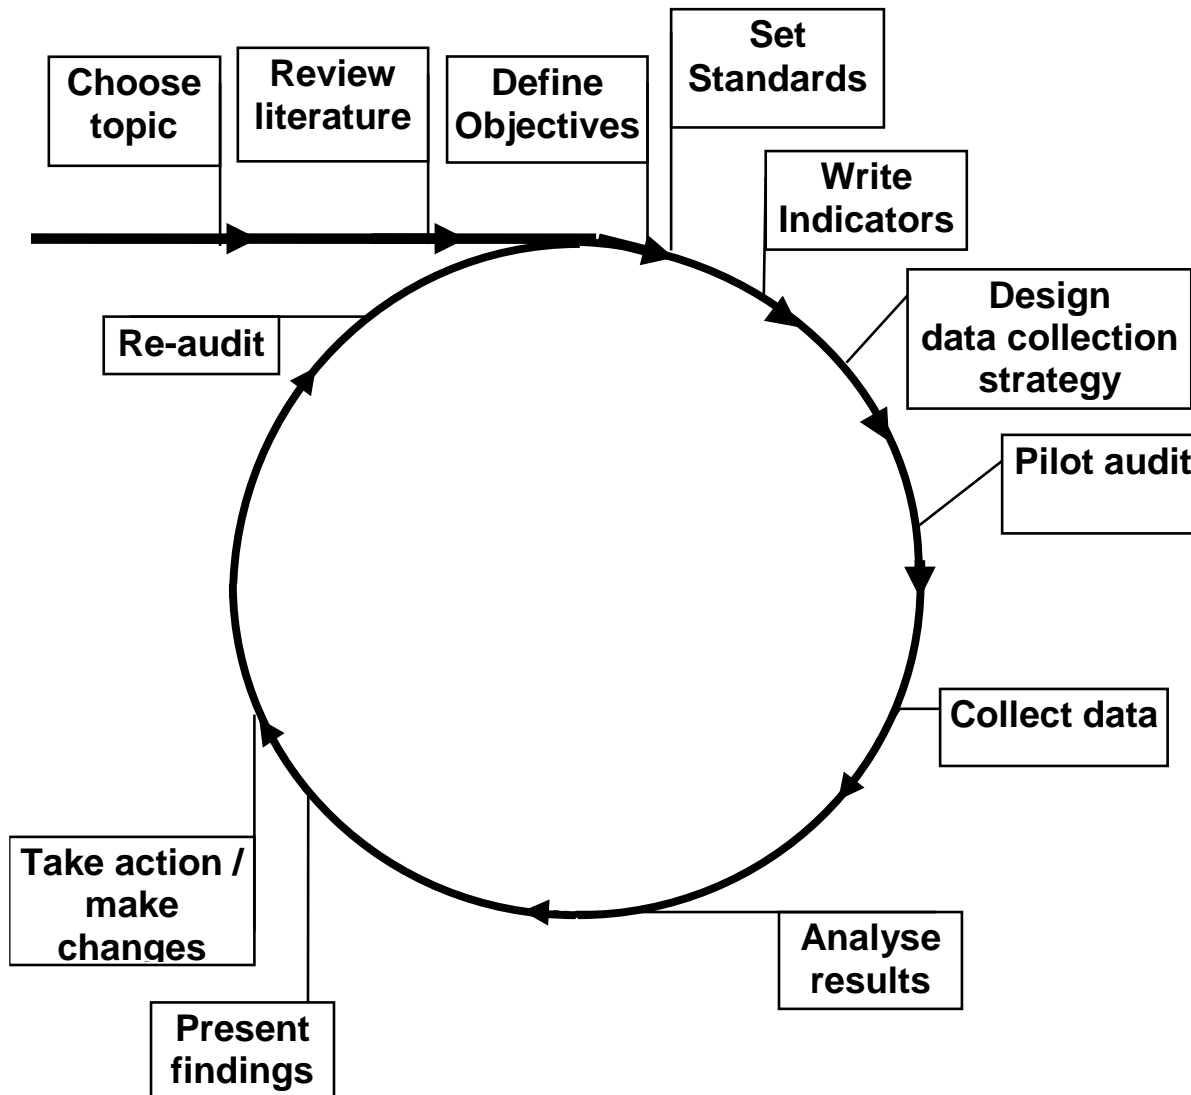 Choose
topic
Review
literature
Define
Objectives
Set
Standards
Write
Indicators
Design
data collection
strategy
Pilot audit
Collect data
Analyse
results
Present
findings
Take action /
make
changes
Re-audit